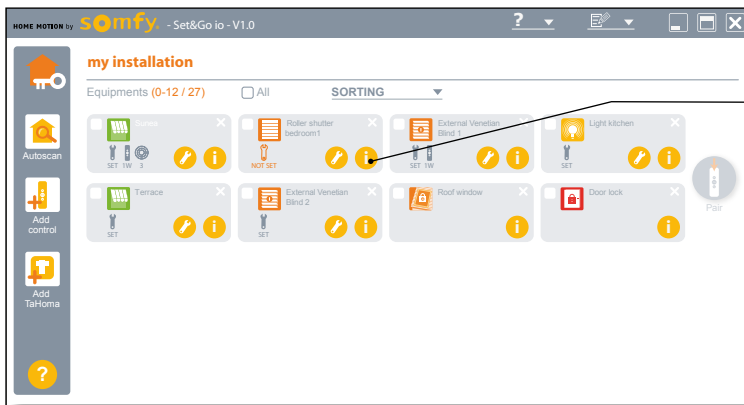 HOME MOTION by somfy. - Set&Go io - V1.0
?
my installation
Equipments (0-12 / 27)
All
SORTING
Autoscan
Add
control
Add
TaHoma
?
Sunea
SET 1W 3
i
Roller shutter
bedroom1
NOT SET
i
External Venetian
Blind 1
SET 1W
i
Light kitchen
SET
i
Terrace
SET
i
External Venetian
Blind 2
SET
i
Roof window
i
Door lock
i
Pair